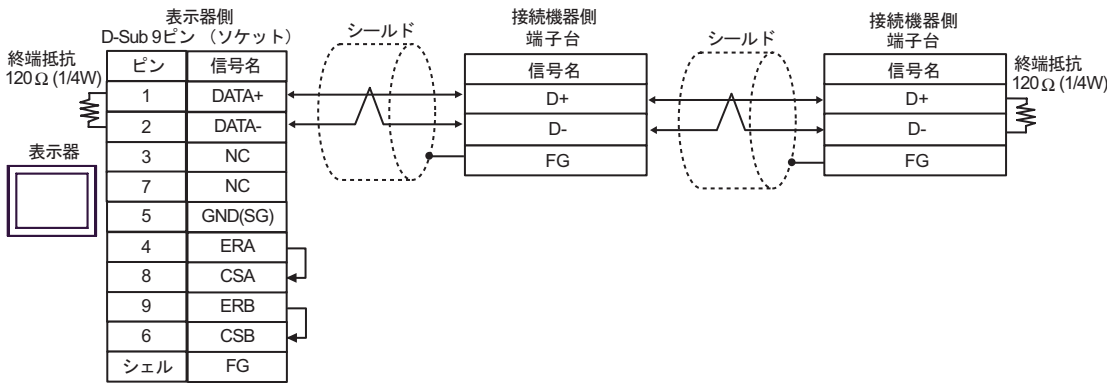 表示器側
D-Sub 9ピン (ソケット)
終端抵抗
120Ω(1/4W)
ピン 信号名
1 DATA+
2 DATA-
3 NC
7 NC
5 GND(SG)
4 ERA
8 CSA
9 ERB
6 CSB
シェル FG
表示器
シールド
接続機器側
端子台
信号名
D+
D-
FG
シールド
接続機器側
端子台
信号名
D+
D-
FG
終端抵抗
120Ω(1/4W)